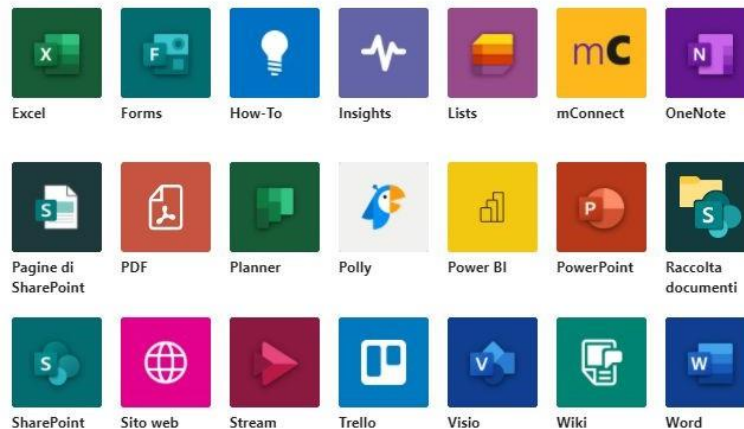 X
F
mC
N
Excel
Forms
How-To
Insights
Lists
mConnect
OneNote
S
P
S
Pagine di
SharePoint
PDF
Planner
Polly
Power BI
PowerPoint
Raccolta
documenti
S
V
W
SharePoint
Sito web
Stream
Trello
Visio
Wiki
Word